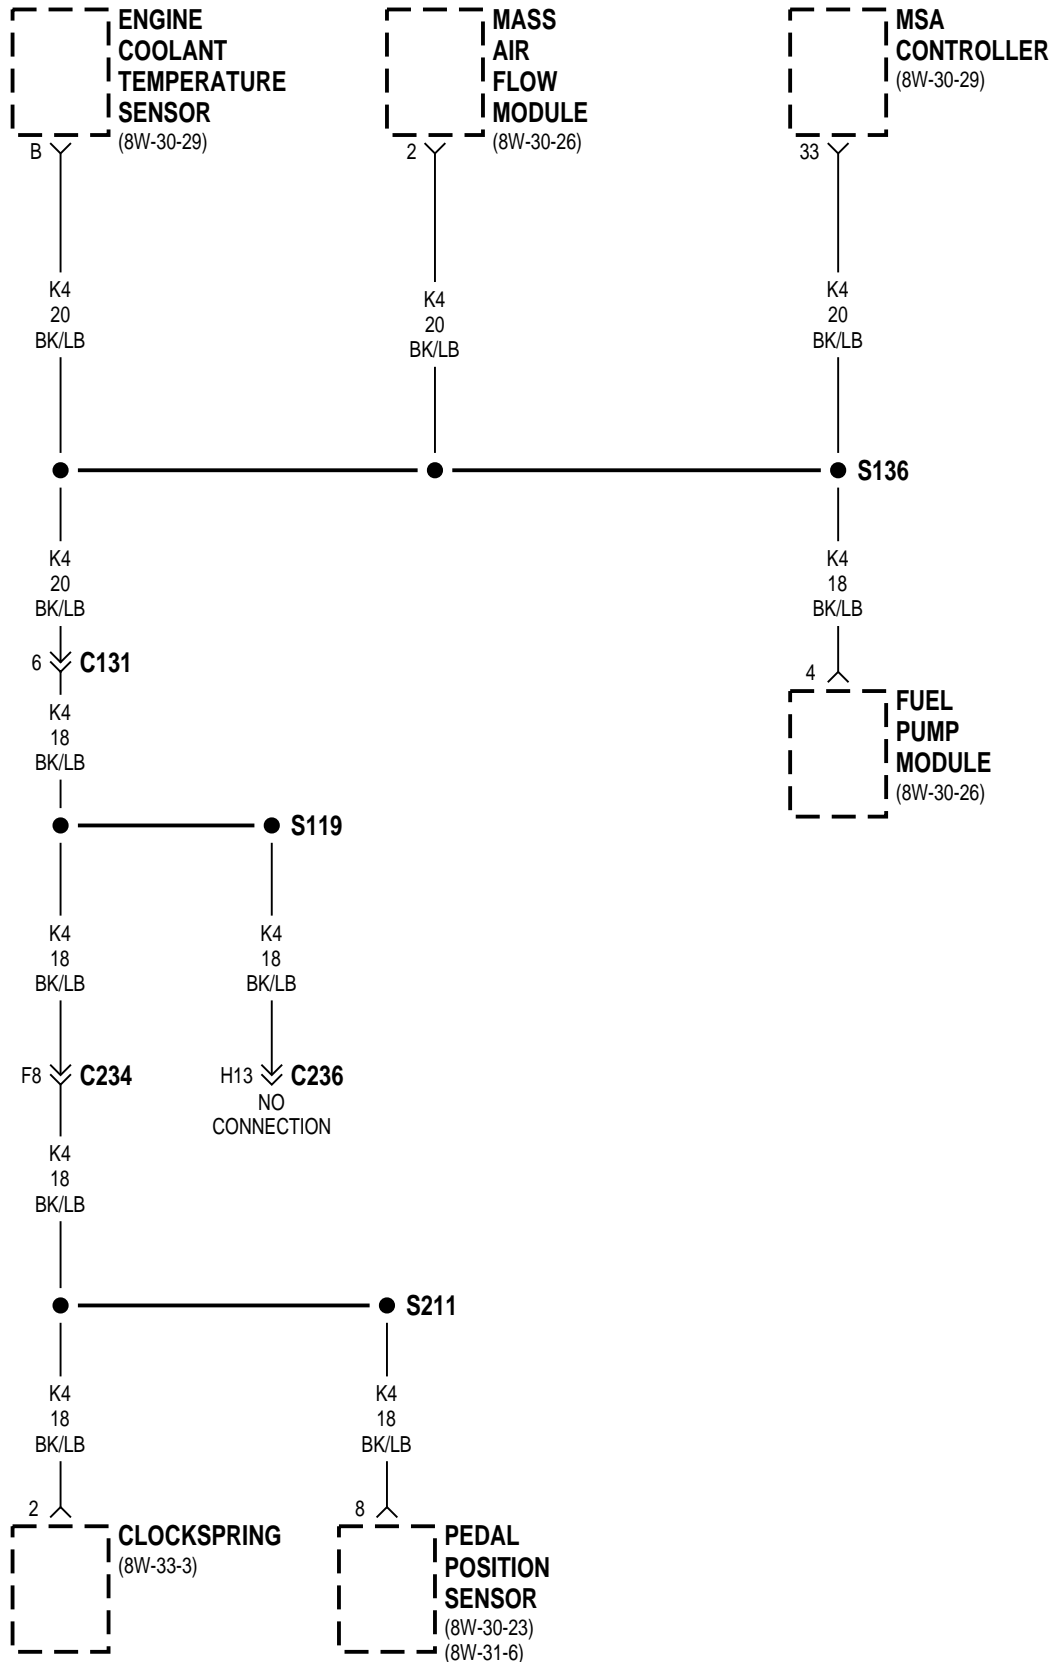 ENGINE
COOLANT
TEMPERATURE
SENSOR
(8W-30-29)
B
MASS
AIR
FLOW
MODULE
(8W-30-26)
2
MSA
CONTROLLER
(8W-30-29)
33
K4
20
BK/LB
K4
20
BK/LB
K4
20
BK/LB
S136
K4
20
BK/LB
K4
18
BK/LB
6
C131
4
K4
18
BK/LB
FUEL
PUMP
MODULE
(8W-30-26)
S119
K4
18
BK/LB
K4
18
BK/LB
F8
C234
H13
C236
NO
CONNECTION
K4
18
BK/LB
S211
K4
18
BK/LB
K4
18
BK/LB
2
CLOCKSPRING
(8W-33-3)
8
PEDAL
POSITION
SENSOR
(8W-30-23)
(8W-31-6)